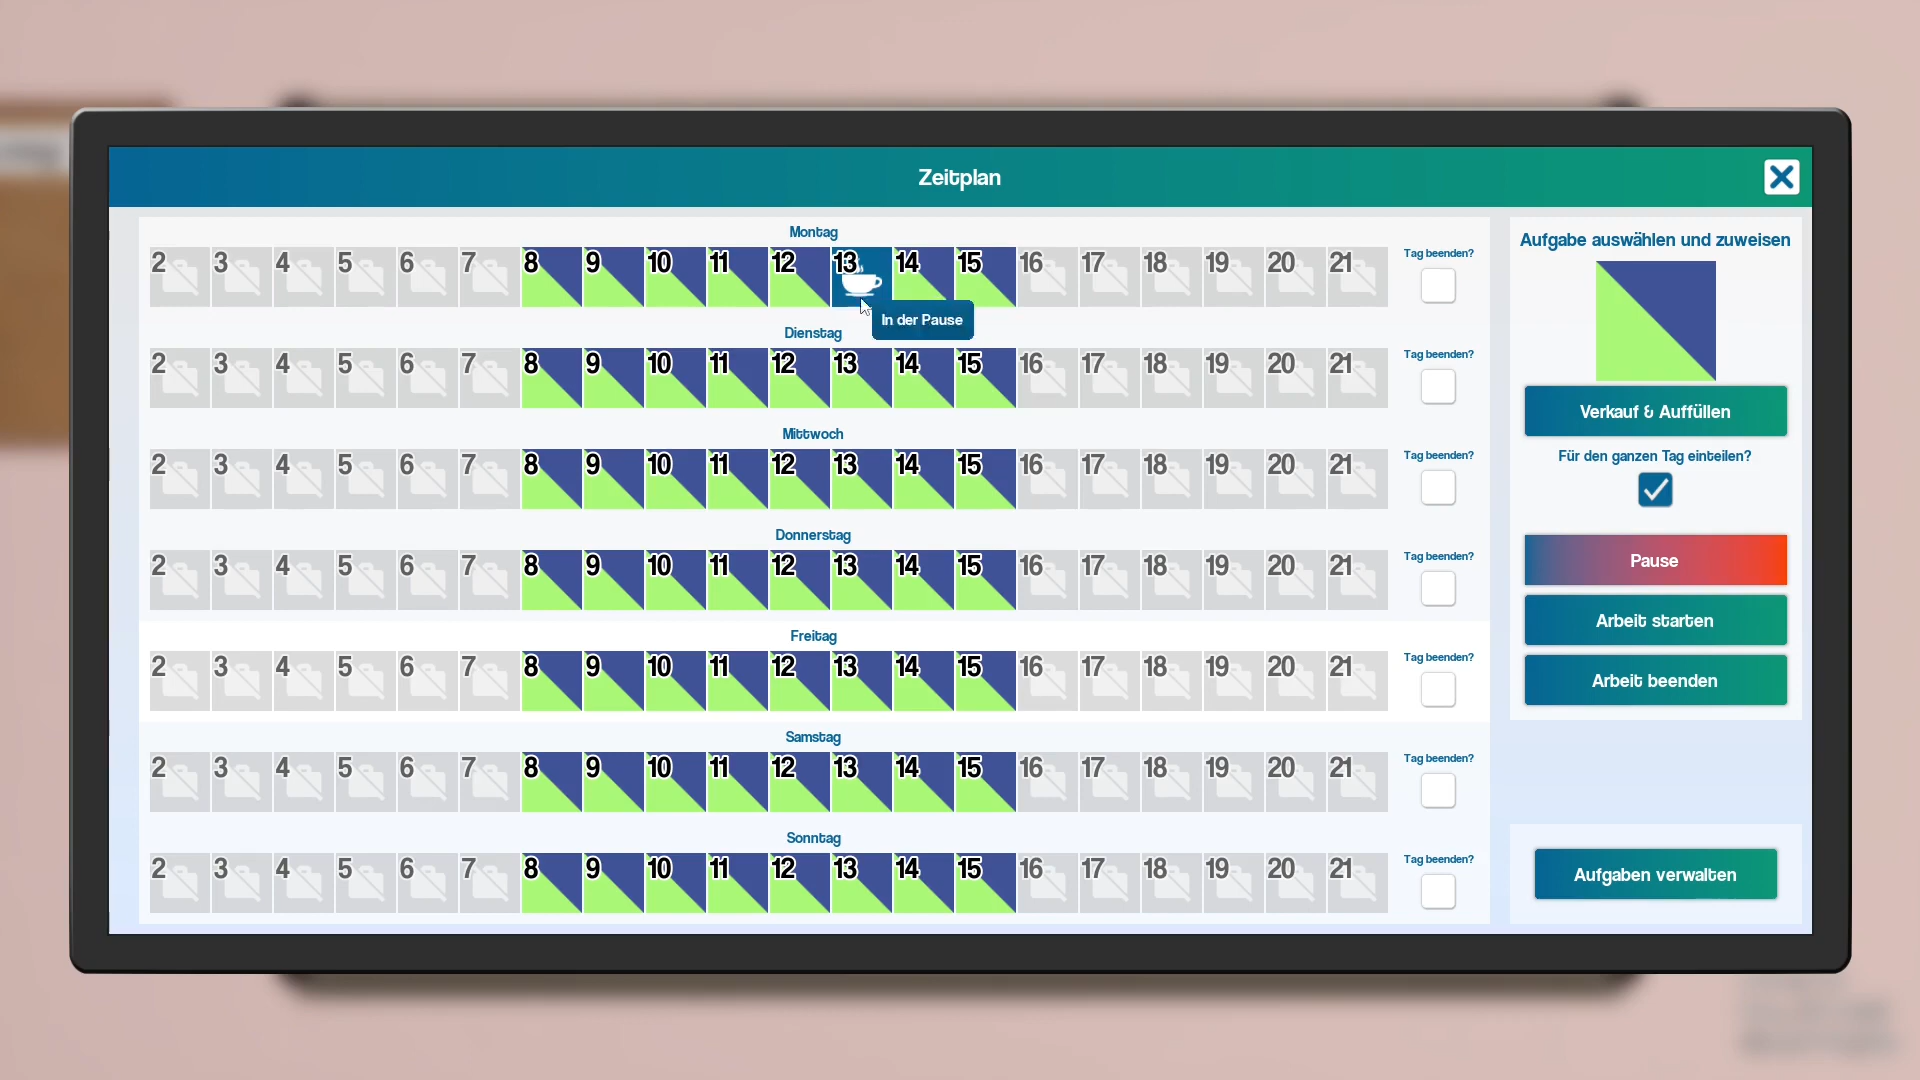 Zeitplan
Montag
2 3 4 5 6 7 8 9 10 11 12 13 14 15 16 17 18 19 20 21
Tag beenden?
In der Pause
Dienstag
2 3 4 5 6 7 8 9 10 11 12 13 14 15 16 17 18 19 20 21
Tag beenden?
Mittwoch
2 3 4 5 6 7 8 9 10 11 12 13 14 15 16 17 18 19 20 21
Tag beenden?
Donnerstag
2 3 4 5 6 7 8 9 10 11 12 13 14 15 16 17 18 19 20 21
Tag beenden?
Freitag
2 3 4 5 6 7 8 9 10 11 12 13 14 15 16 17 18 19 20 21
Tag beenden?
Samstag
2 3 4 5 6 7 8 9 10 11 12 13 14 15 16 17 18 19 20 21
Tag beenden?
Sonntag
2 3 4 5 6 7 8 9 10 11 12 13 14 15 16 17 18 19 20 21
Tag beenden?
Aufgabe auswählen und zuweisen
Verkauf & Auffüllen
Für den ganzen Tag einteilen?
Pause
Arbeit starten
Arbeit beenden
Aufgaben verwalten